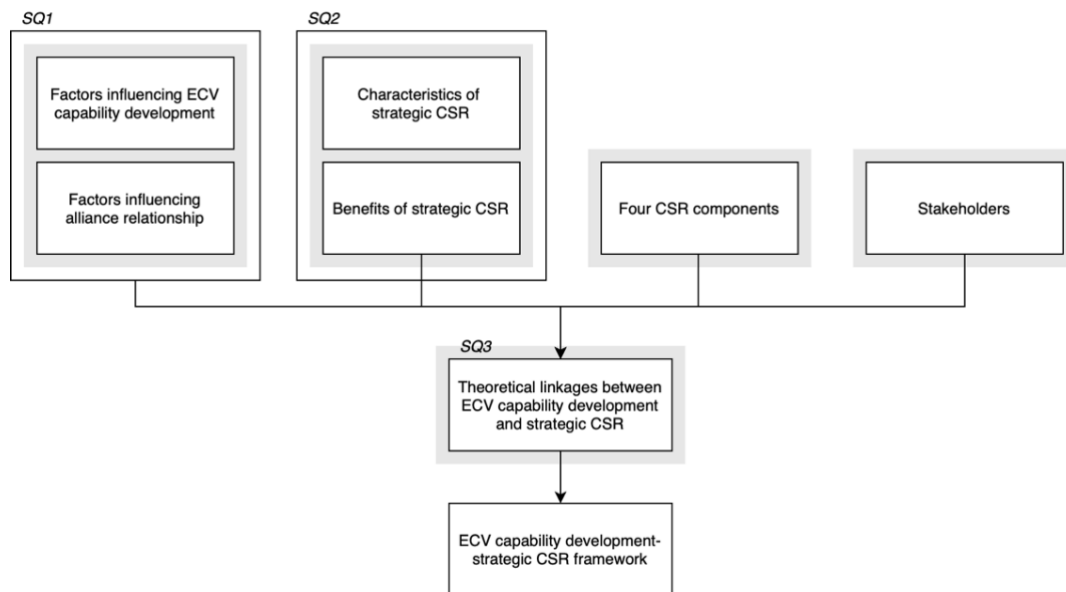 SQ1
Factors influencing ECV
capability development
Factors influencing
alliance relationship
SQ2
Characteristics of
strategic CSR
Benefits of strategic CSR
Four CSR components
Stakeholders
SQ3
Theoretical linkages between
ECV capability development
and strategic CSR
ECV capability development-
strategic CSR framework